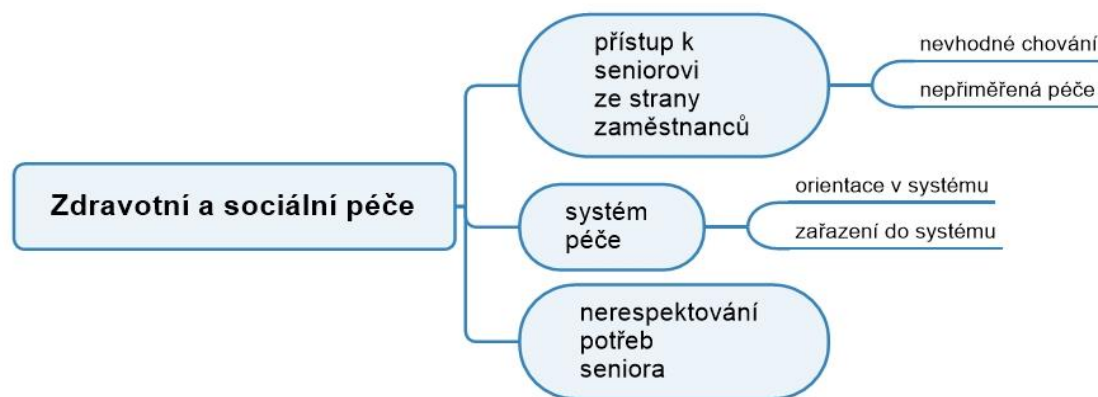 Zdravotní a sociální péče
přístup k
seniorovi
ze strany
zaměstnanců
nevhodné chování
nepřiměřená péče
systém
péče
orientace v systému
zařazení do systému
nerespektování
potřeb
seniora